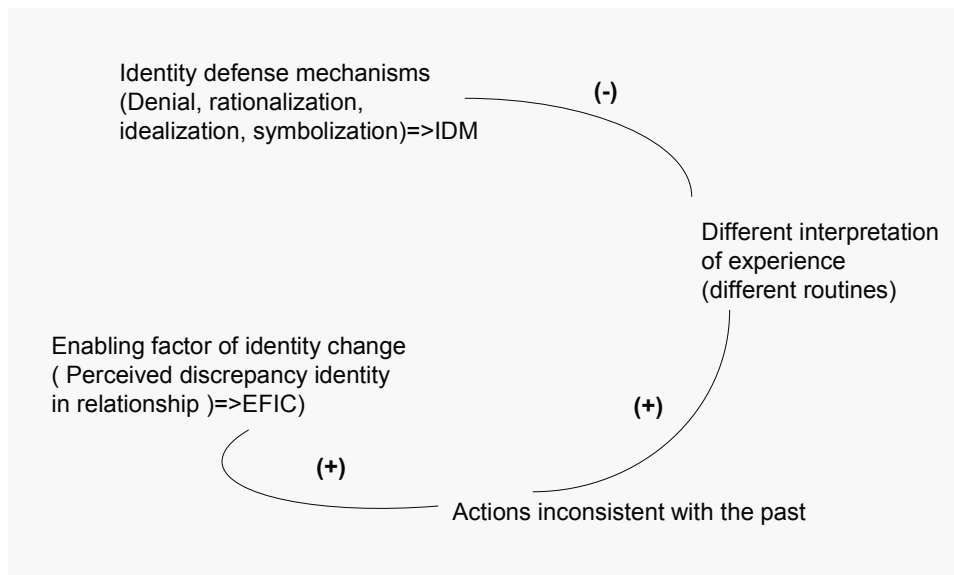 Identity defense mechanisms
(Denial, rationalization,
idealization, symbolization)=>IDM
(-)
Different interpretation
of experience
(different routines)
Enabling factor of identity change
( Perceived discrepancy identity
in relationship )=>EFIC)
(+)
(+)
Actions inconsistent with the past